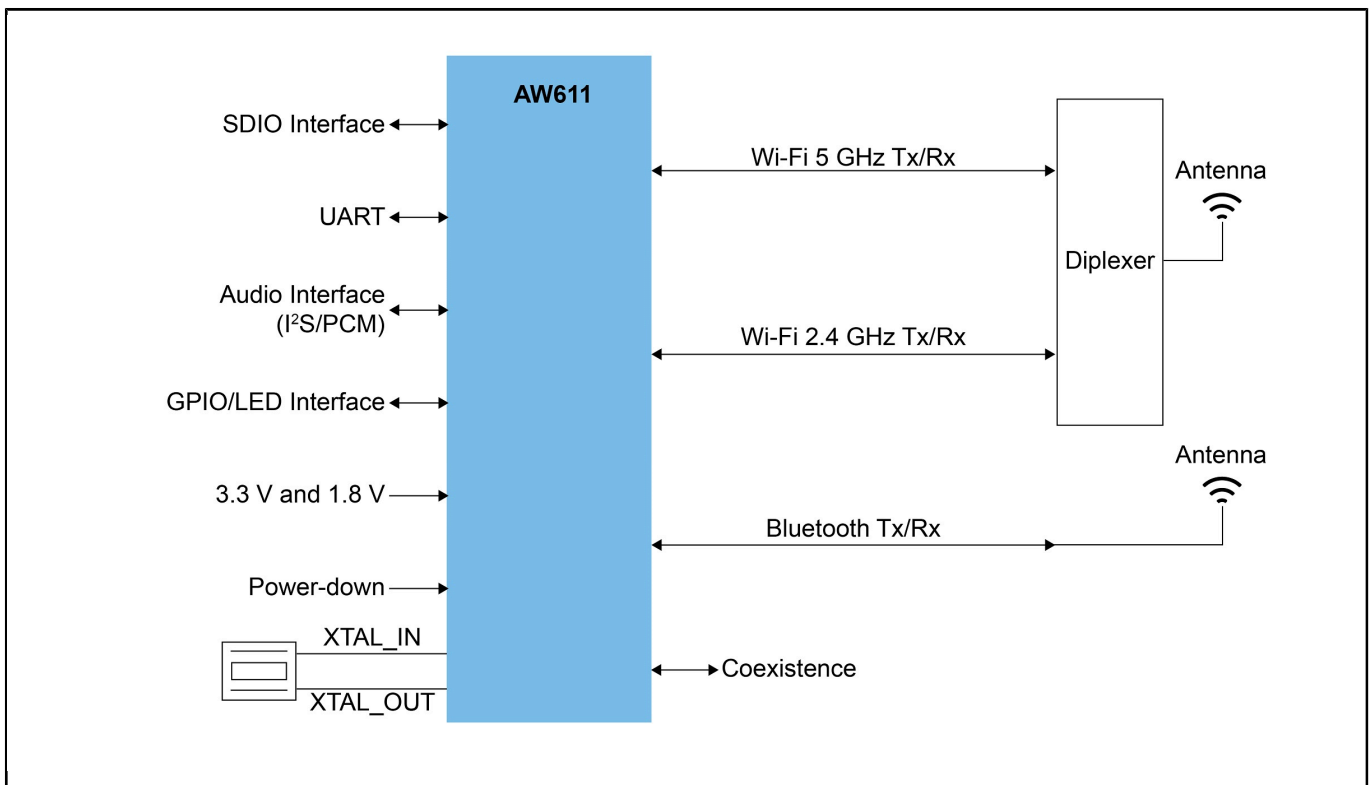 AW611
SDIO Interface
UART
Audio Interface
(I²S/PCM)
GPIO/LED Interface
3.3 V and 1.8 V
Power-down
XTAL_IN
XTAL_OUT
Wi-Fi 5 GHz Tx/Rx
Wi-Fi 2.4 GHz Tx/Rx
Bluetooth Tx/Rx
Coexistence
Diplexer
Antenna
Antenna